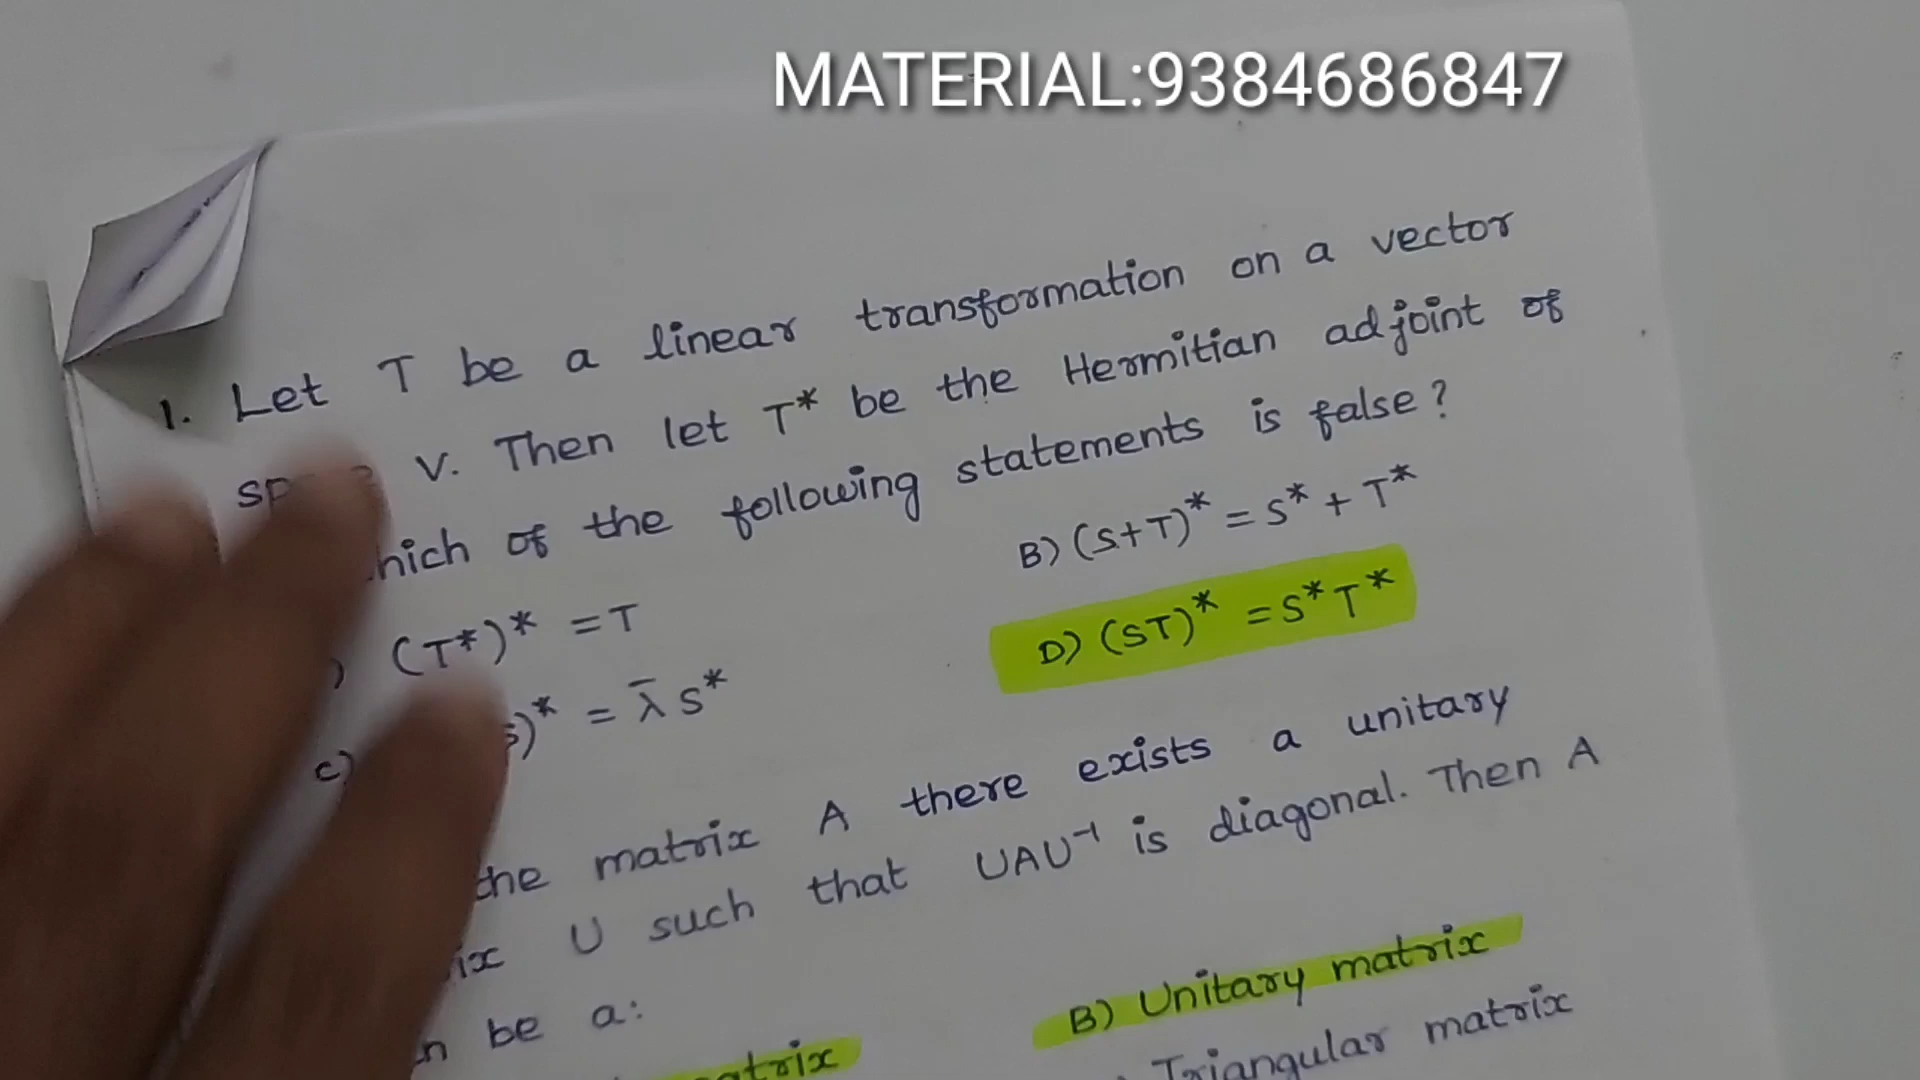 MATERIAL:9384686847
1. Let T be a linear transformation on a vector
V. Then let T* be the Hermitian adjoint of
of the following statements is false?
(T*)* = T
B) (S+T)* = S* + T*
C) )* = λ̄ S*
D) (ST)* = S* T*
the matrix A there exists a unitary
U such that UAU⁻¹ is diagonal. Then A
be a:
B) Unitary matrix
Triangular matrix